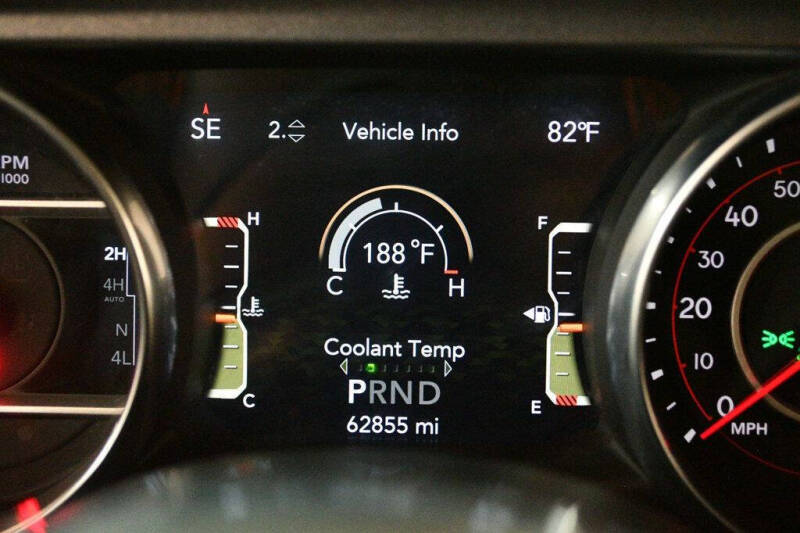 SE 2. Vehicle Info 82°F
PM
1000
H
F
50
40
30
20
10
0
MPH
2H
4H
AUTO
N
4L
188 °F
C H
C
E
Coolant Temp
PRND
62855 mi